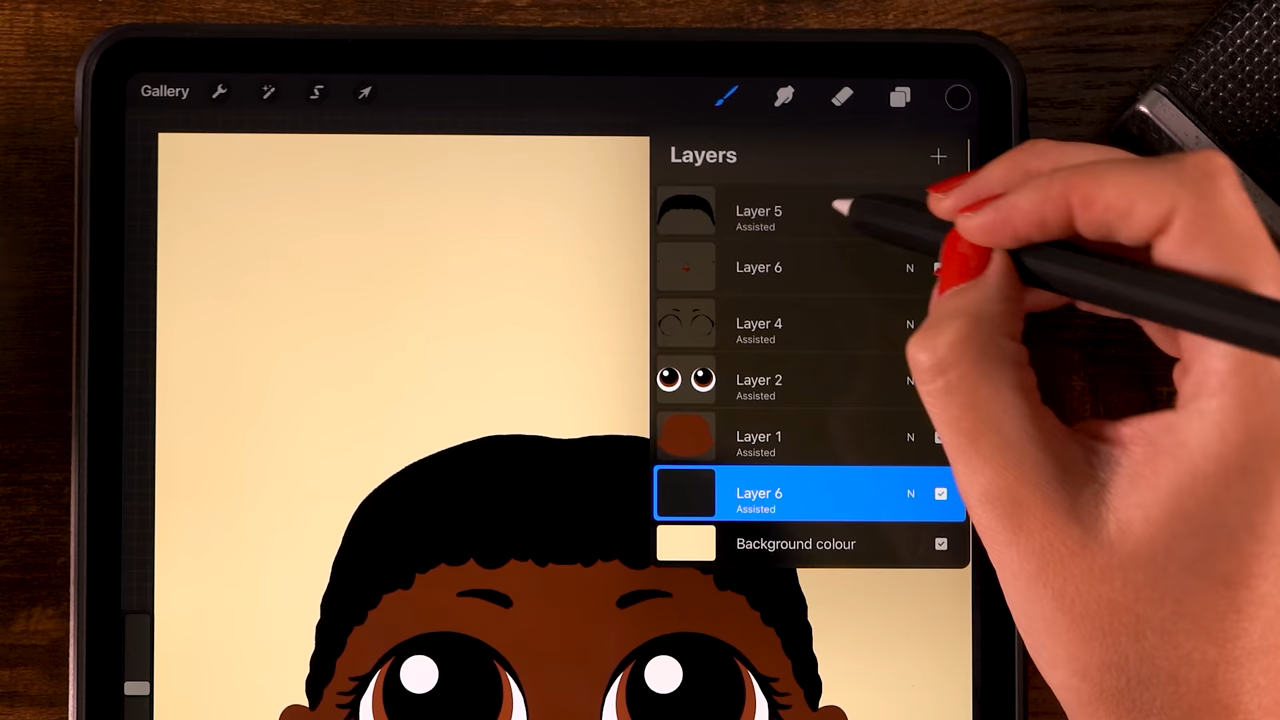 Gallery
Layers
Layer 5
Assisted
Layer 6
N
Layer 4
N
Assisted
Layer 2
N
Assisted
Layer 1
N
Assisted
Layer 6
N
Assisted
Background colour